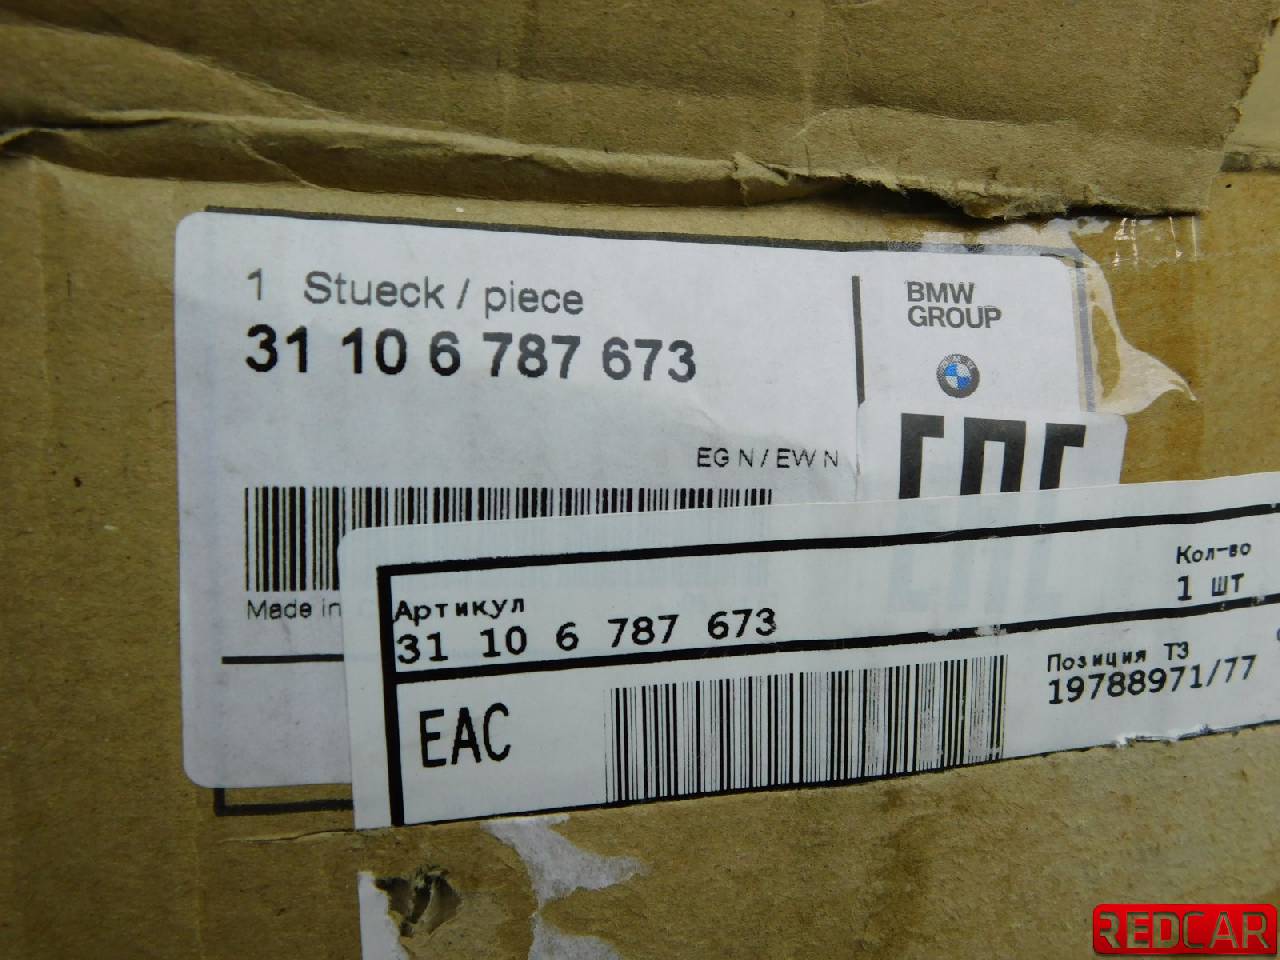 1 Stueck / piece
31 10 6 787 673
BMW
GROUP
EG N / EW N
Made in
Артикул
31 10 6 787 673
Кол-во
1 шт
EAC
Позиция ТЗ
19788971/77
REDCAR